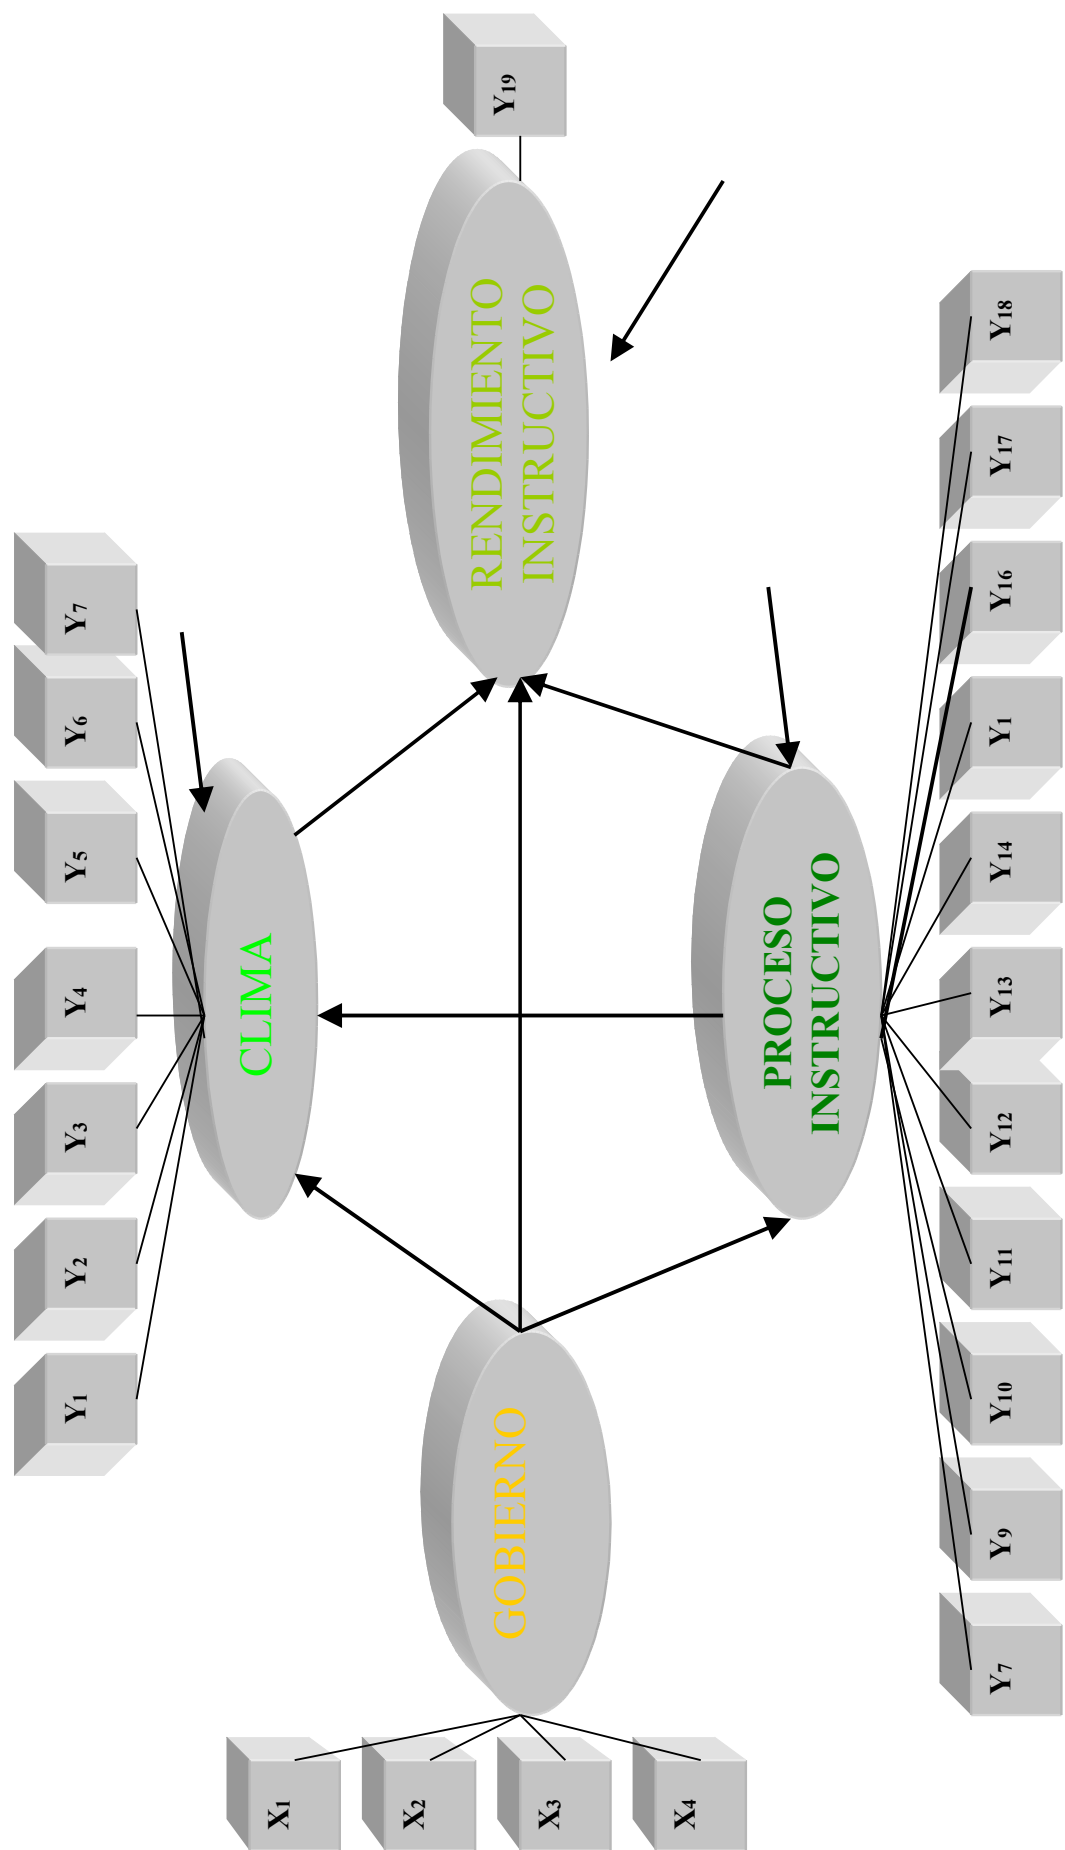 Y1 Y2 Y3 Y4 Y5 Y6 Y7
CLIMA
X1
X2
X3
X4
GOBIERNO
RENDIMIENTO
INSTRUCTIVO
Y19
PROCESO
INSTRUCTIVO
Y7 Y9 Y10 Y11 Y12 Y13 Y14 Y1 Y16 Y17 Y18